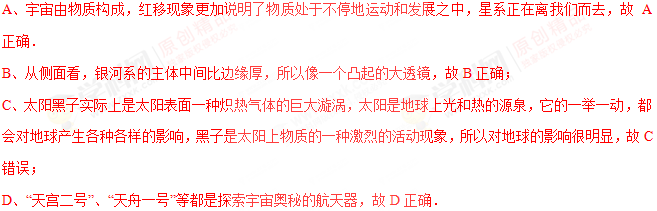 A、宇宙由物质构成，红移现象更加说明了物质处于不停地运动和发展之中，星系正在离我们而去，故 A
正确．
B、从侧面看，银河系的主体中间比边缘厚，所以像一个凸起的大透镜，故 B 正确；
C、太阳黑子实际上是太阳表面一种炽热气体的巨大漩涡，太阳是地球上光和热的源泉，它的一举一动，都
会对地球产生各种各样的影响，黑子是太阳上物质的一种激烈的活动现象，所以对地球的影响很明显，故 C
错误；
D、“天宫二号”、“天舟一号”等都是探索宇宙奥秘的航天器，故 D 正确．